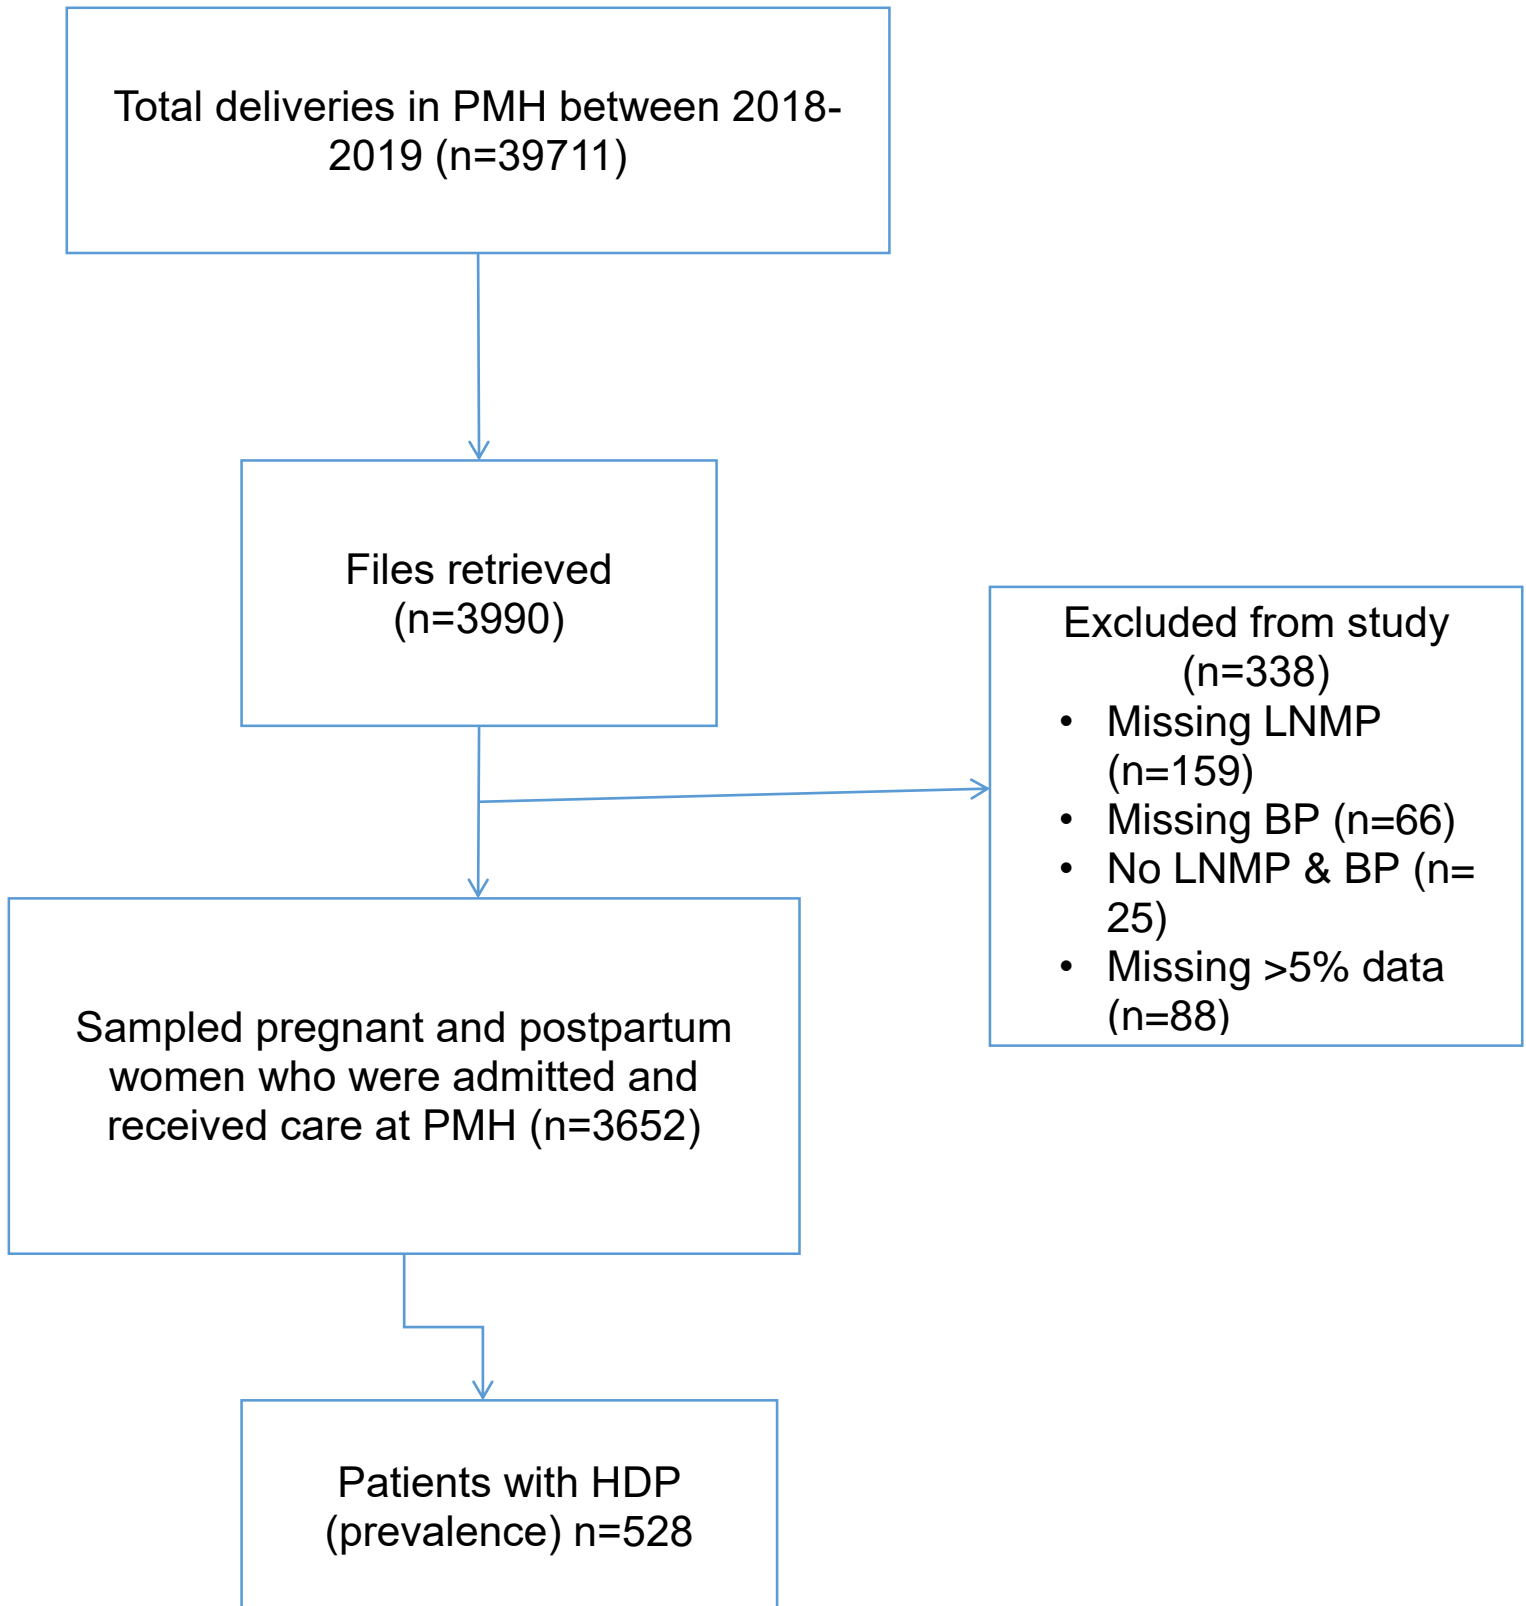 Total deliveries in PMH between 2018-
2019 (n=39711)
Files retrieved
(n=3990)
Excluded from study
(n=338)
• Missing LNMP
(n=159)
• Missing BP (n=66)
• No LNMP & BP (n=
25)
• Missing >5% data
(n=88)
Sampled pregnant and postpartum
women who were admitted and
received care at PMH (n=3652)
Patients with HDP
(prevalence) n=528